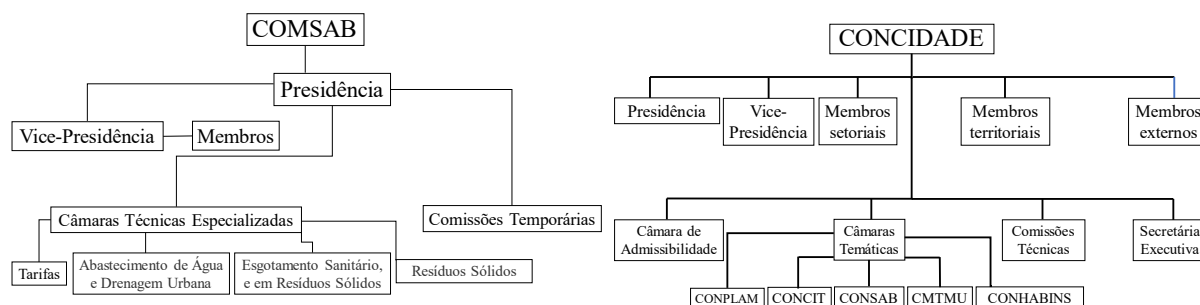 COMSAB
Presidência
Vice-Presidência
Membros
Câmaras Técnicas Especializadas
Comissões Temporárias
Tarifas
Abastecimento de Água
e Drenagem Urbana
Esgotamento Sanitário,
e em Resíduos Sólidos
Resíduos Sólidos
CONCIDADE
Presidência
Vice-
Presidência
Membros
setoriais
Membros
territoriais
Membros
externos
Câmara de
Admissibilidade
Câmaras
Temáticas
Comissões
Técnicas
Secretária
Executiva
CONPLAM
CONCIT
CONSAB
CMTMU
CONHABINS